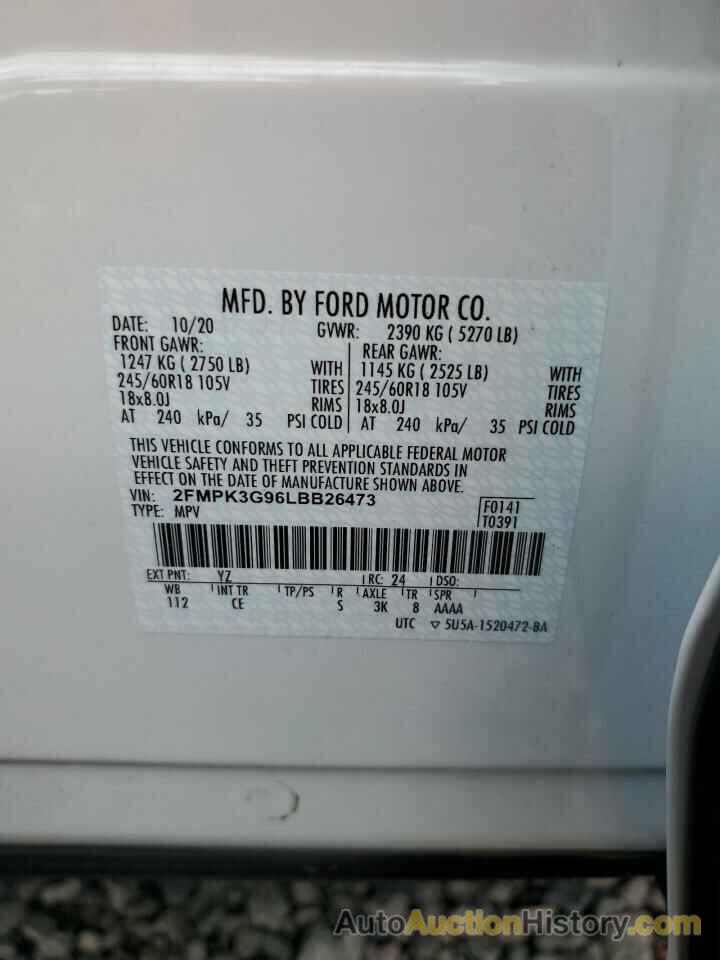 MFD. BY FORD MOTOR CO.
DATE: 10/20 GVWR: 2390 KG ( 5270 LB)
FRONT GAWR: REAR GAWR:
1247 KG ( 2750 LB) WITH 1145 KG ( 2525 LB) WITH
245/60R18 105V TIRES 245/60R18 105V TIRES
18x8.0J RIMS 18x8.0J RIMS
AT 240 kPa/ 35 PSI COLD AT 240 kPa/ 35 PSI COLD
THIS VEHICLE CONFORMS TO ALL APPLICABLE FEDERAL MOTOR
VEHICLE SAFETY AND THEFT PREVENTION STANDARDS IN
EFFECT ON THE DATE OF MANUFACTURE SHOWN ABOVE.
VIN: 2FMPK3G96LBB26473 F0141
TYPE: MPV T0391
EXT PNT: YZ RC: 24 DSO:
WB INT TR TP/PS R AXLE TR SPR
112 CE S 3K 8 AAAA
UTC ▽ 5U5A-1520472-BA
AutoAuctionHistory.com